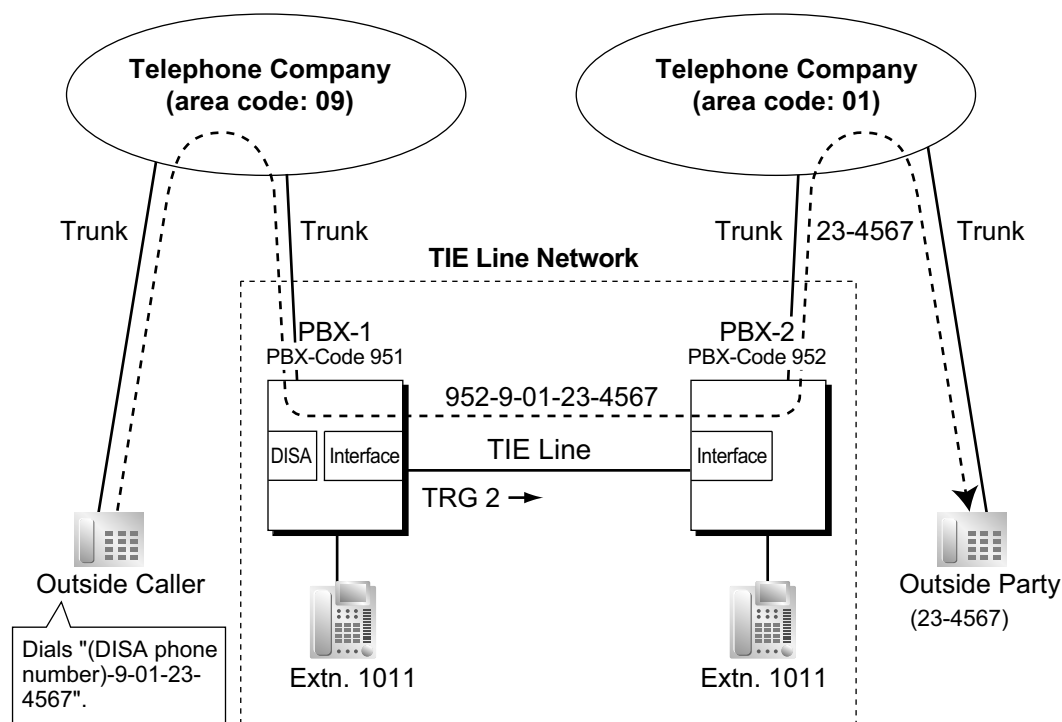 Telephone Company
(area code: 09)
Telephone Company
(area code: 01)
Trunk
Trunk
Trunk
23-4567
Trunk
TIE Line Network
PBX-1
PBX-Code 951
PBX-2
PBX-Code 952
952-9-01-23-4567
DISA
Interface
TIE Line
Interface
TRG 2
Outside Caller
Outside Party
(23-4567)
Dials "(DISA phone
number)-9-01-23-
4567".
Extn. 1011
Extn. 1011